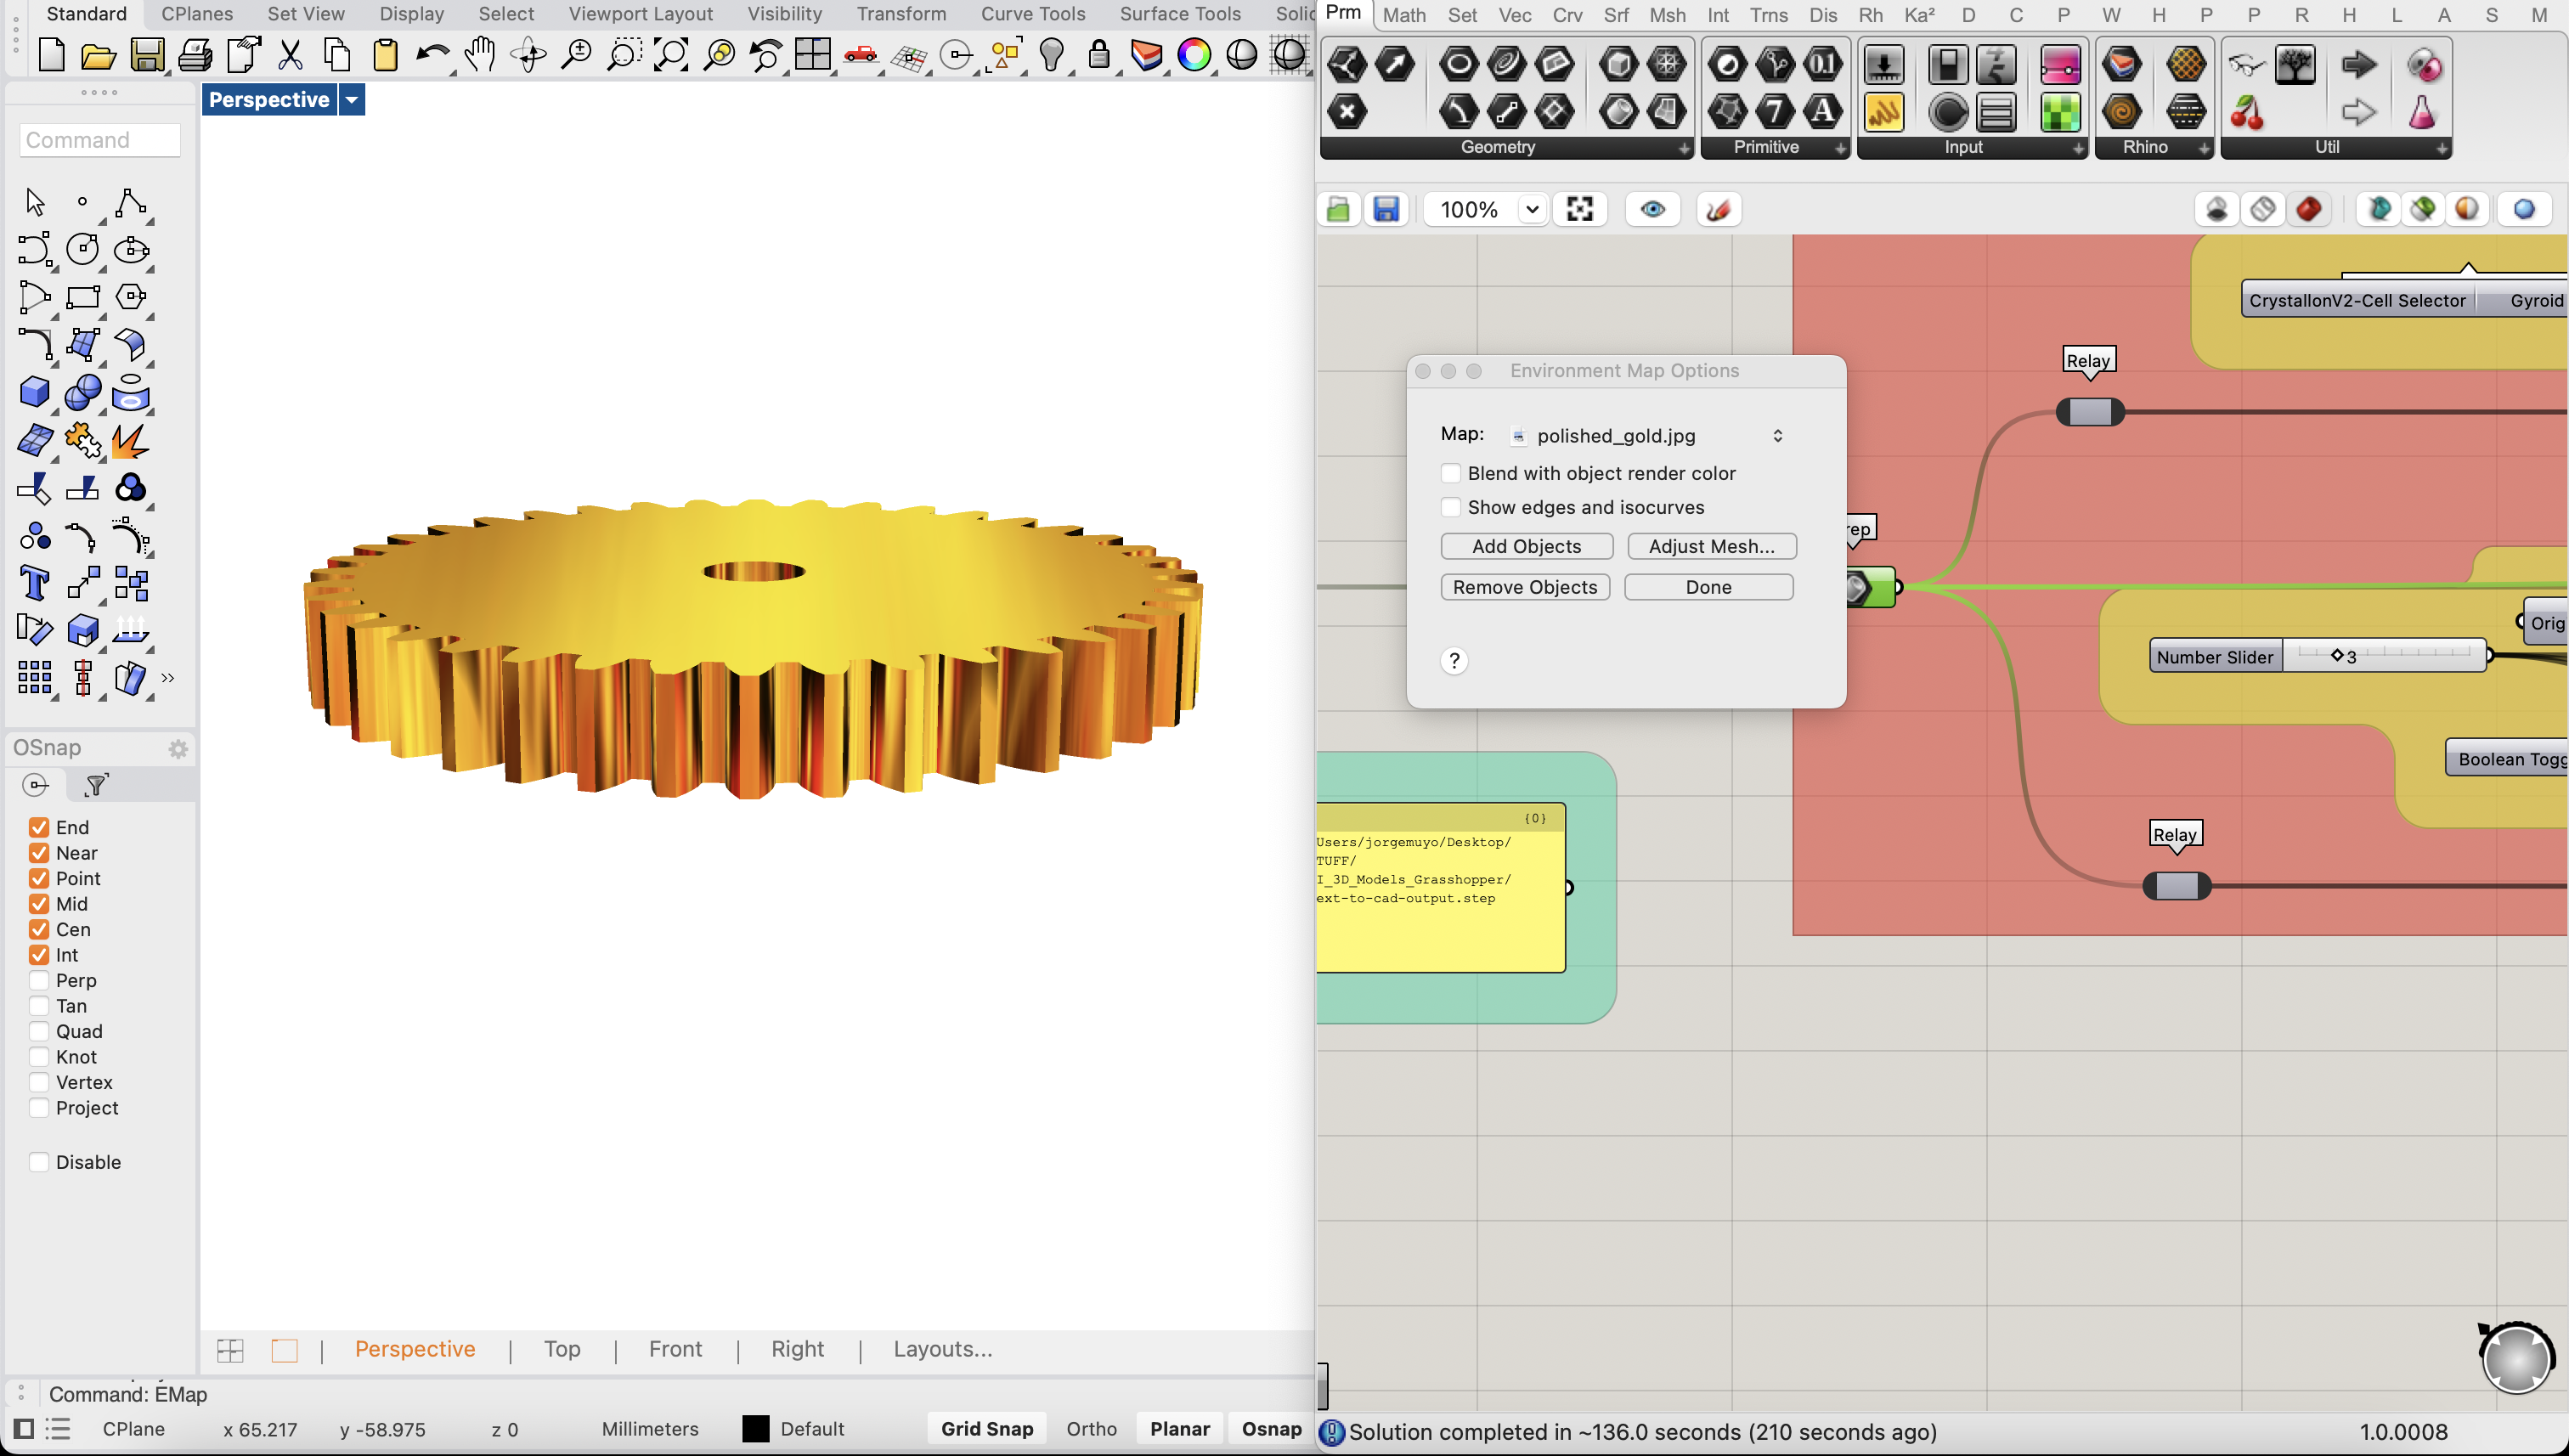 Standard CPlanes Set View Display Select Viewport Layout Visibility Transform Curve Tools Surface Tools
Perspective
Command
OSnap
End
Near
Point
Mid
Cen
Int
Perp
Tan
Quad
Knot
Vertex
Project
Disable
Perspective | Top | Front | Right | Layouts...
Command: EMap
CPlane x 65.217 y -58.975 z 0 Millimeters Default Grid Snap Ortho Planar Osnap
Prm Math Set Vec Crv Srf Msh Int Trns Dis Rh Ka² D C P W H P P R H L A S M
Geometry Primitive Input Rhino Util
100%
CrystallonV2-Cell Selector Gyroid
Relay
Environment Map Options
Map: polished_gold.jpg
Blend with object render color
Show edges and isocurves
Add Objects Adjust Mesh...
Remove Objects Done
?
rep
Orig
Number Slider 3
Boolean Togg
Relay
{0}
Users/jorgemuyo/Desktop/
TUFF/
I_3D_Models_Grasshopper/
ext-to-cad-output.step
Solution completed in ~136.0 seconds (210 seconds ago) 1.0.0008